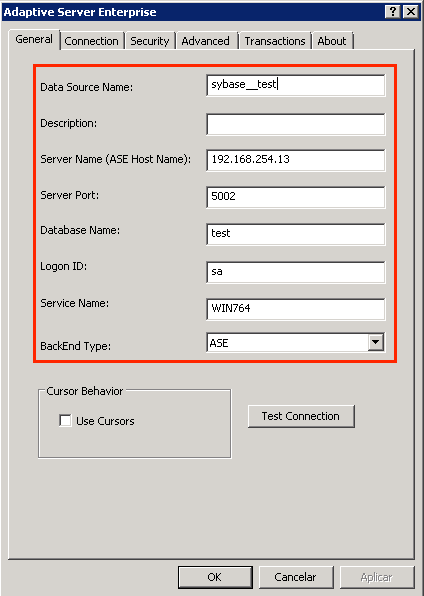 Adaptive Server Enterprise
General Connection Security Advanced Transactions About
Data Source Name: sybase__test
Description:
Server Name (ASE Host Name): 192.168.254.13
Server Port: 5002
Database Name: test
Logon ID: sa
Service Name: WIN764
BackEnd Type: ASE
Cursor Behavior
Use Cursors
Test Connection
OK Cancelar Aplicar